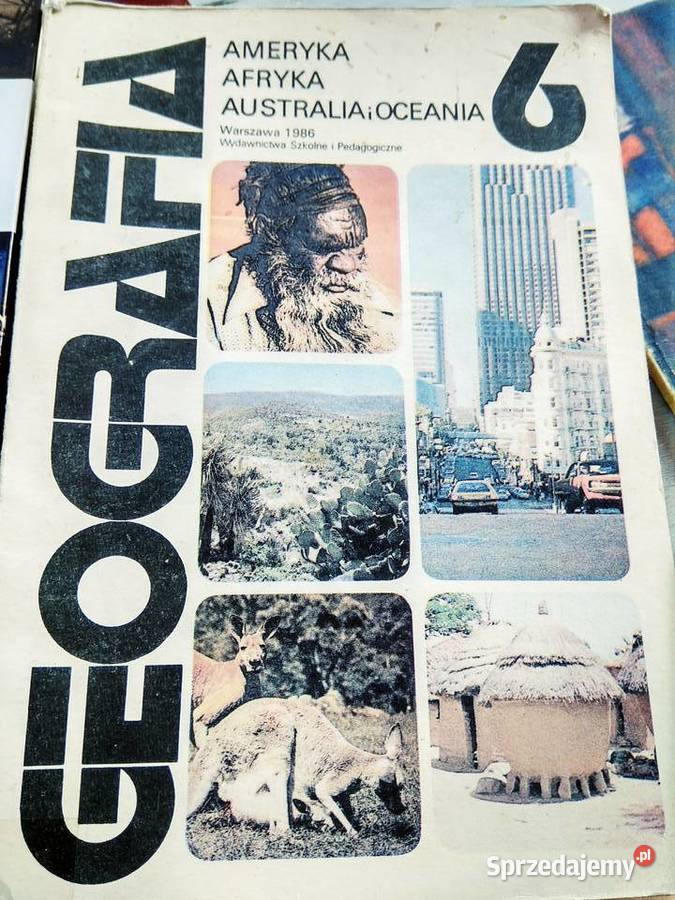 GEOGRAFIA
AMERYKA
AFRYKA
AUSTRALIA i OCEANIA
6
Warszawa 1986
Wydawnictwa Szkolne i Pedagogiczne
Sprzedajemy.pl